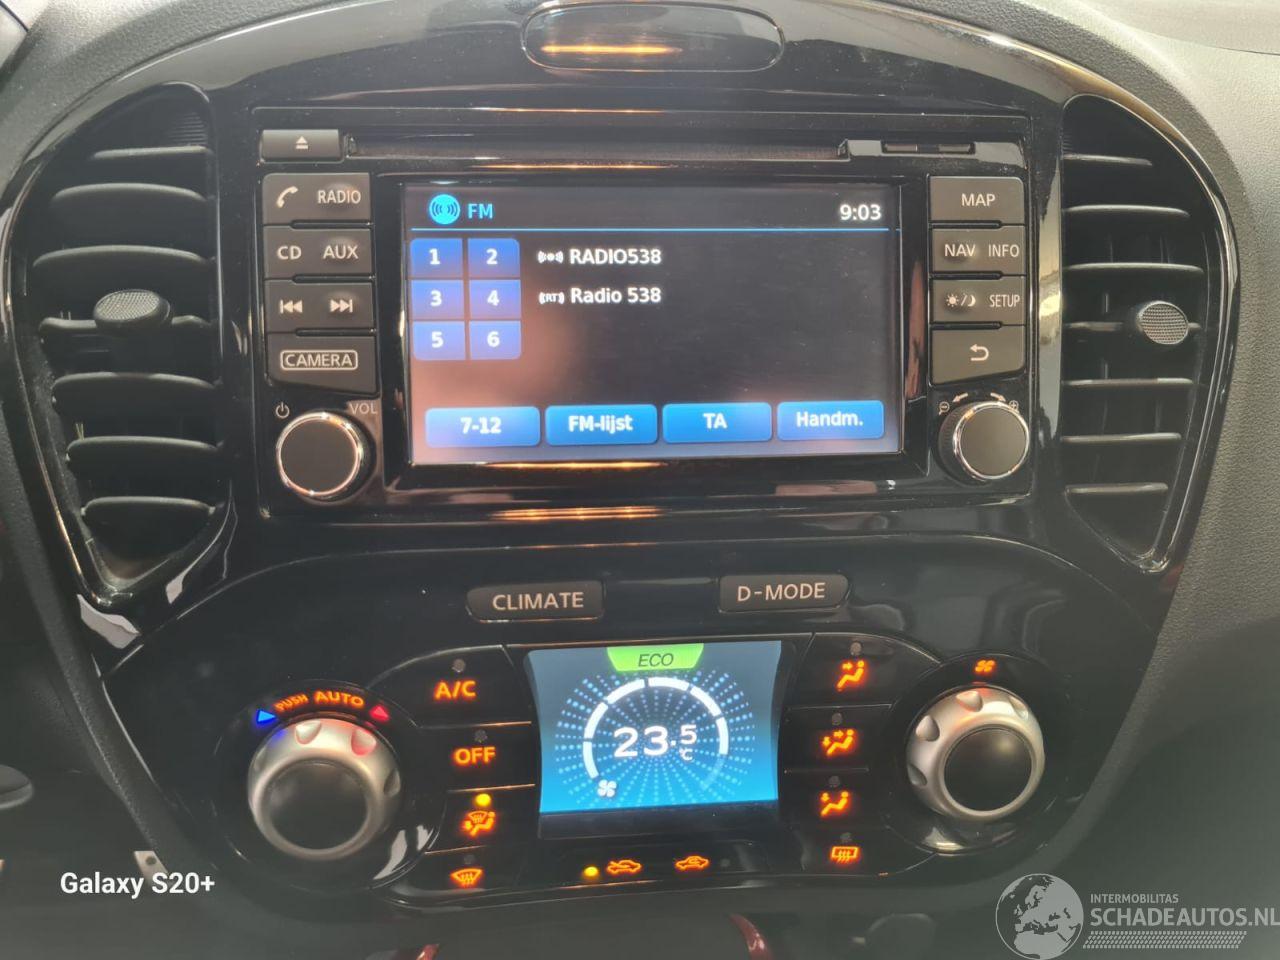 FM 9:03
RADIO
CD AUX
CAMERA
VOL
MAP
NAV INFO
SETUP
1 2 RADIO538
3 4 RT Radio 538
5 6
7-12 FM-lijst TA Handm.
CLIMATE D-MODE
PUSH AUTO
A/C
OFF
ECO
23.5 °C
Galaxy S20+
INTERMOBILITAS
SCHADEAUTOS.NL